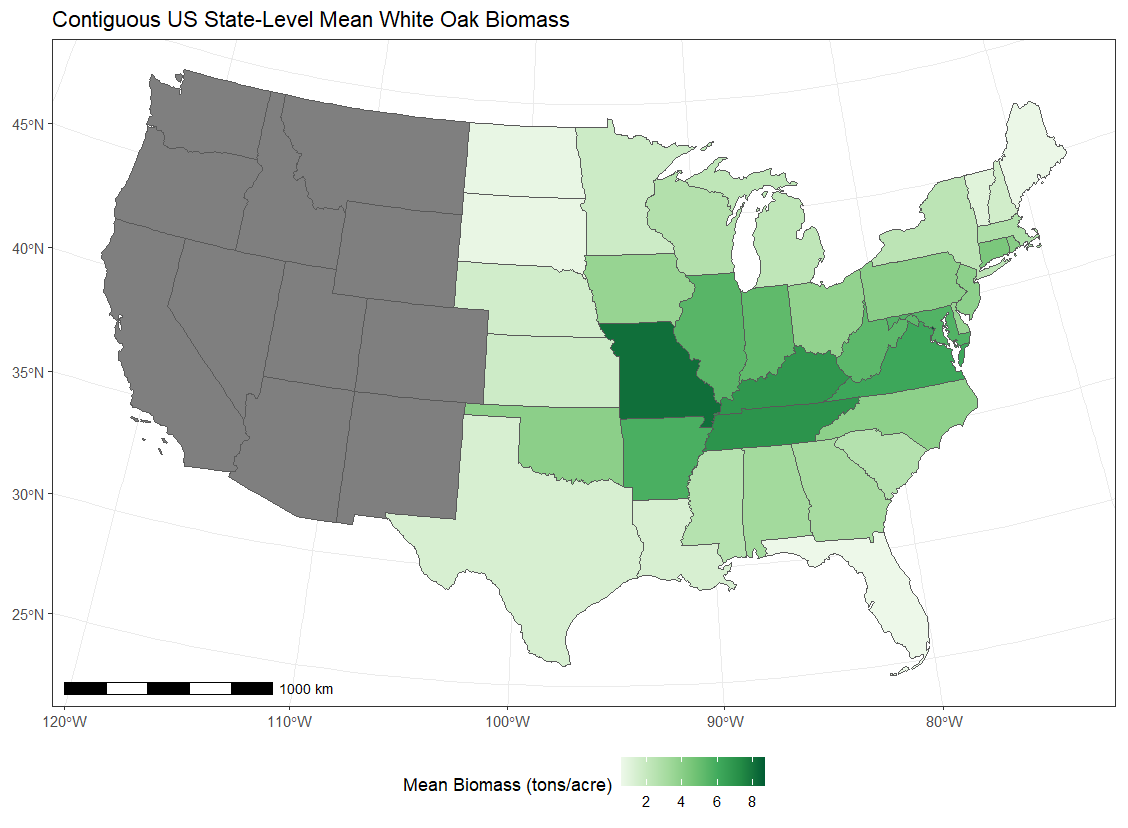 Contiguous US State-Level Mean White Oak Biomass
45°N
40°N
35°N
30°N
25°N
1000 km
120°W 110°W 100°W 90°W 80°W
Mean Biomass (tons/acre)
2 4 6 8